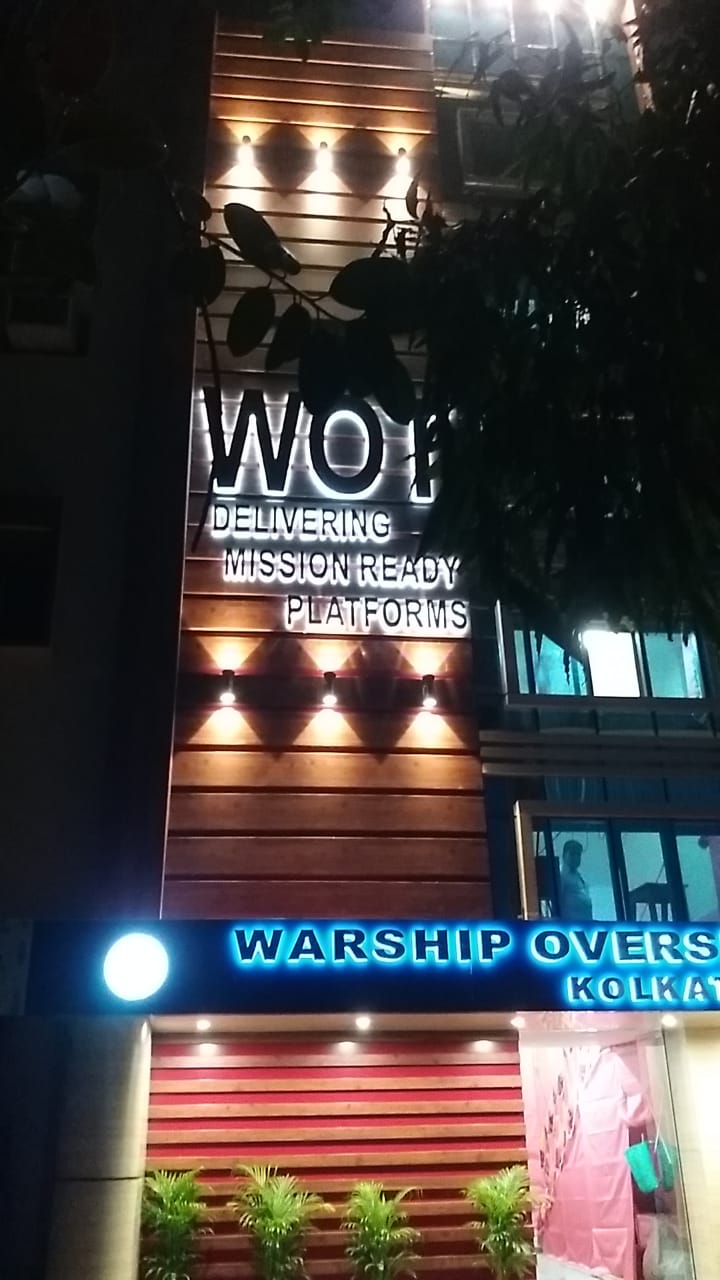 WO
DELIVERING
MISSION READY
PLATFORMS
WARSHIP OVERS
KOLKAT